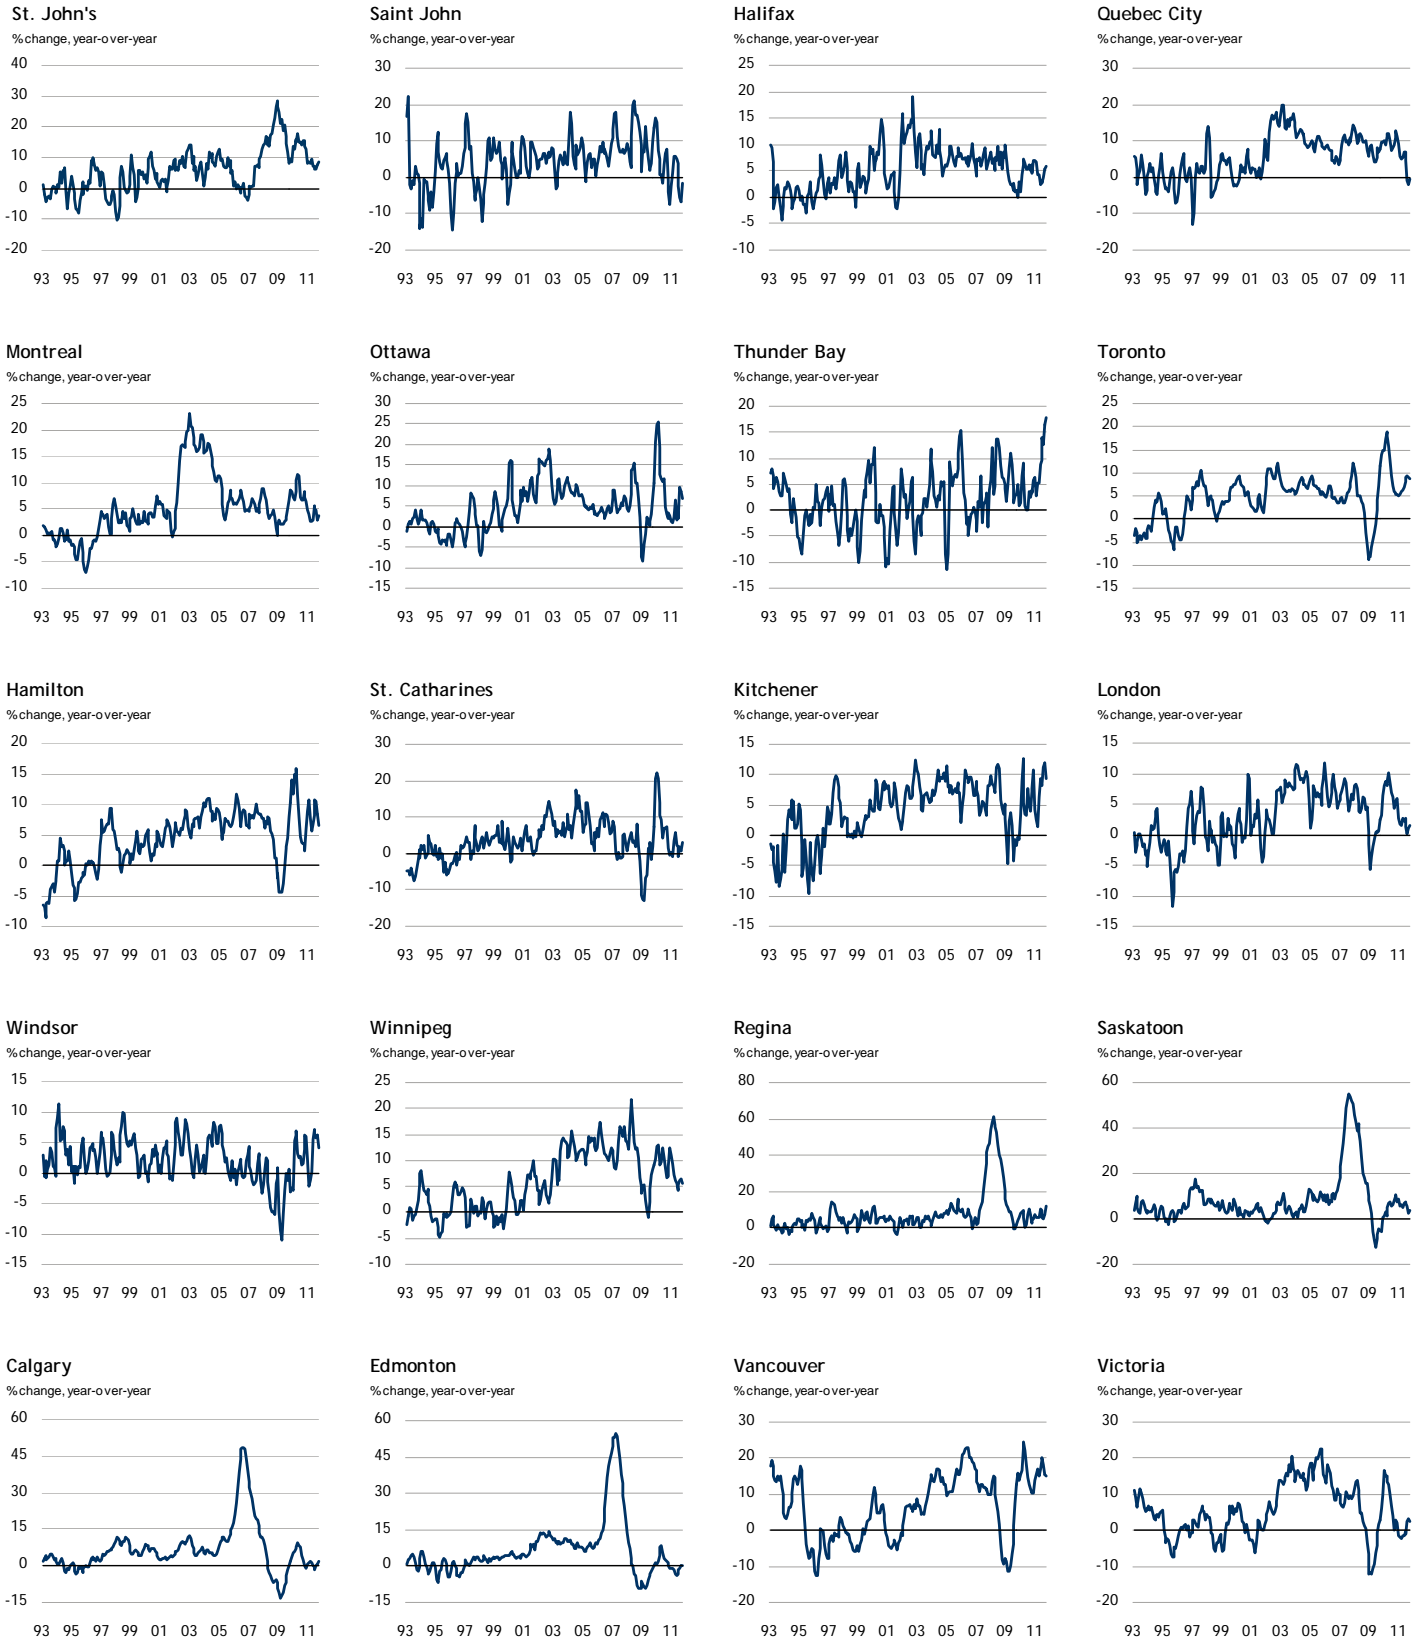 St. John's
%change, year-over-year
40
30
20
10
0
-10
-20
93 95 97 99 01 03 05 07 09 11
Saint John
%change, year-over-year
30
20
10
0
-10
-20
93 95 97 99 01 03 05 07 09 11
Halifax
%change, year-over-year
25
20
15
10
5
0
-5
-10
93 95 97 99 01 03 05 07 09 11
Quebec City
%change, year-over-year
30
20
10
0
-10
-20
93 95 97 99 01 03 05 07 09 11
Montreal
%change, year-over-year
25
20
15
10
5
0
-5
-10
93 95 97 99 01 03 05 07 09 11
Ottawa
%change, year-over-year
30
25
20
15
10
5
0
-5
-10
-15
93 95 97 99 01 03 05 07 09 11
Thunder Bay
%change, year-over-year
20
15
10
5
0
-5
-10
-15
93 95 97 99 01 03 05 07 09 11
Toronto
%change, year-over-year
25
20
15
10
5
0
-5
-10
-15
93 95 97 99 01 03 05 07 09 11
Hamilton
%change, year-over-year
20
15
10
5
0
-5
-10
93 95 97 99 01 03 05 07 09 11
St. Catharines
%change, year-over-year
30
20
10
0
-10
-20
93 95 97 99 01 03 05 07 09 11
Kitchener
%change, year-over-year
15
10
5
0
-5
-10
-15
93 95 97 99 01 03 05 07 09 11
London
%change, year-over-year
15
10
5
0
-5
-10
-15
93 95 97 99 01 03 05 07 09 11
Windsor
%change, year-over-year
15
10
5
0
-5
-10
-15
93 95 97 99 01 03 05 07 09 11
Winnipeg
%change, year-over-year
25
20
15
10
5
0
-5
-10
93 95 97 99 01 03 05 07 09 11
Regina
%change, year-over-year
80
60
40
20
0
-20
93 95 97 99 01 03 05 07 09 11
Saskatoon
%change, year-over-year
60
40
20
0
-20
93 95 97 99 01 03 05 07 09 11
Calgary
%change, year-over-year
60
45
30
15
0
-15
93 95 97 99 01 03 05 07 09 11
Edmonton
%change, year-over-year
60
45
30
15
0
-15
93 95 97 99 01 03 05 07 09 11
Vancouver
%change, year-over-year
30
20
10
0
-10
-20
93 95 97 99 01 03 05 07 09 11
Victoria
%change, year-over-year
30
20
10
0
-10
-20
93 95 97 99 01 03 05 07 09 11